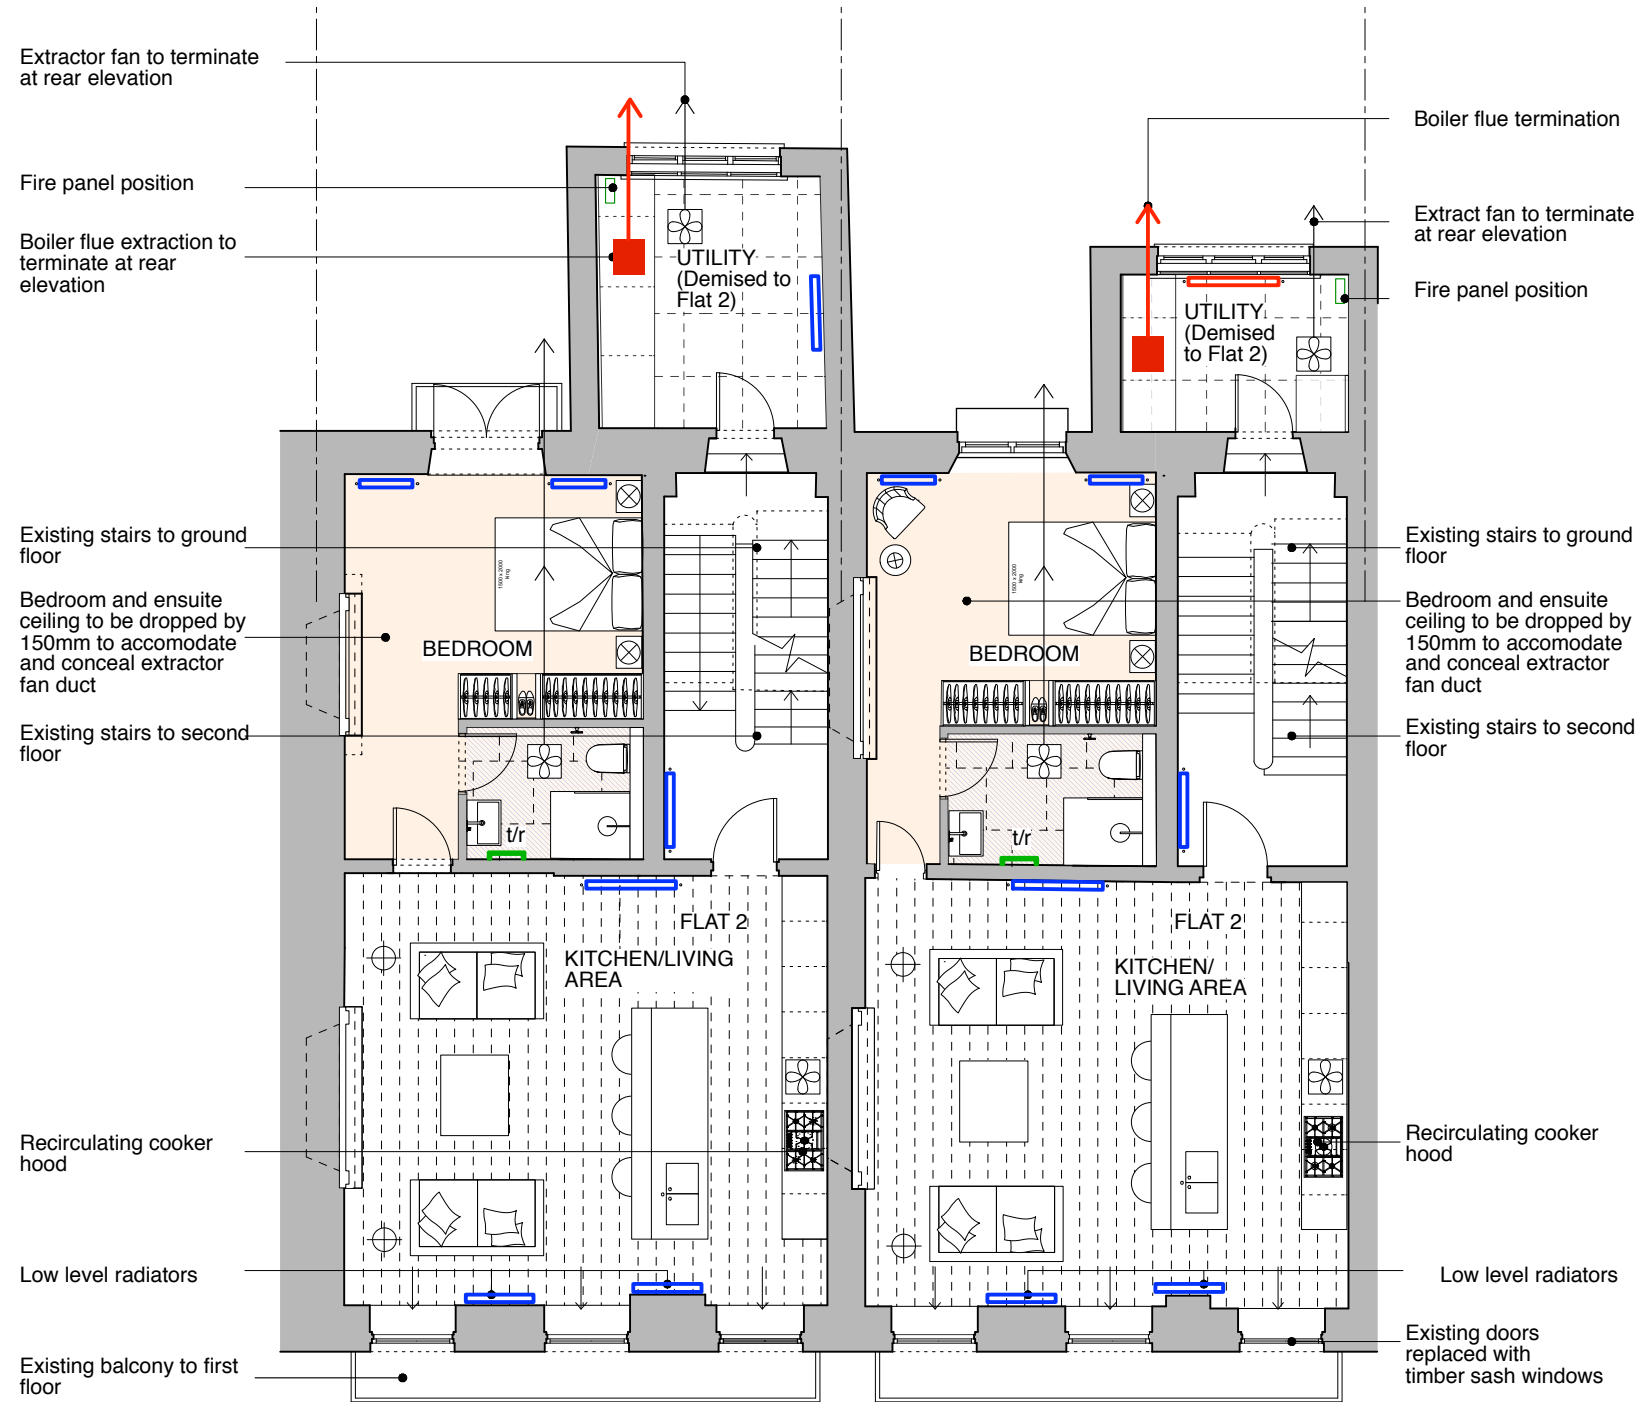 Extractor fan to terminate
at rear elevation
Fire panel position
Boiler flue extraction to
terminate at rear
elevation
Existing stairs to ground
floor
Bedroom and ensuite
ceiling to be dropped by
150mm to accomodate
and conceal extractor
fan duct
Existing stairs to second
floor
Recirculating cooker
hood
Low level radiators
Existing balcony to first
floor
UTILITY
(Demised to
Flat 2)
1500 x 2000
King
BEDROOM
t/r
FLAT 2
KITCHEN/LIVING
AREA
UTILITY
(Demised
to Flat 2)
1500 x 2000
King
BEDROOM
t/r
FLAT 2
KITCHEN/
LIVING AREA
Boiler flue termination
Extract fan to terminate
at rear elevation
Fire panel position
Existing stairs to ground
floor
Bedroom and ensuite
ceiling to be dropped by
150mm to accomodate
and conceal extractor
fan duct
Existing stairs to second
floor
Recirculating cooker
hood
Low level radiators
Existing doors
replaced with
timber sash windows